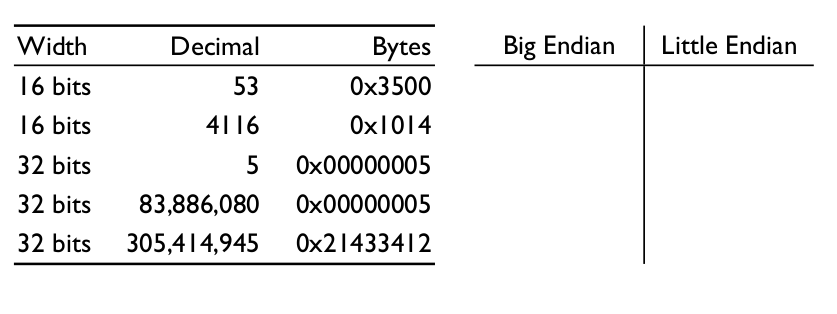 Width Decimal Bytes Big Endian Little Endian
16 bits 53 0x3500
16 bits 4116 0x1014
32 bits 5 0x00000005
32 bits 83,886,080 0x00000005
32 bits 305,414,945 0x21433412